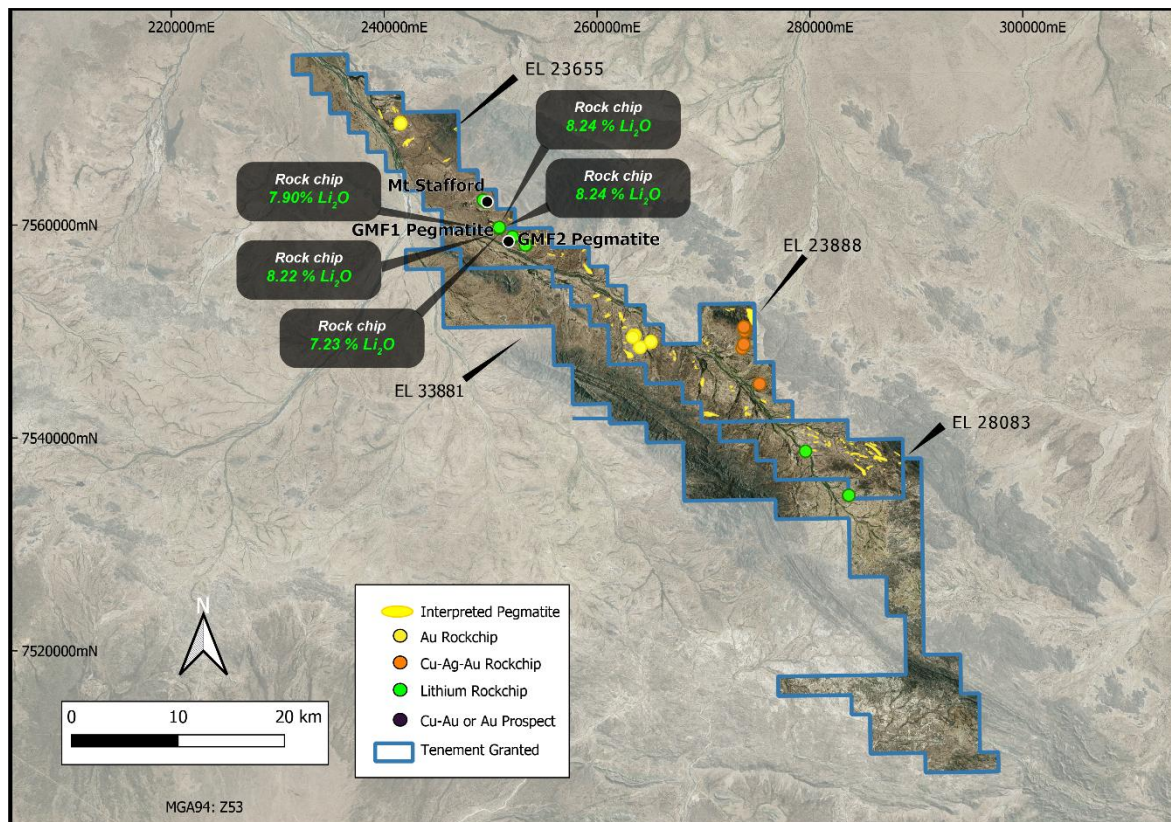 220000mE
240000mE
260000mE
280000mE
300000mE
EL 23655
Rock chip
8.24 % Li₂O
Mt Stafford
Rock chip
7.90% Li₂O
Rock chip
8.24 % Li₂O
7560000mN
GMF1 Pegmatite
GMF2 Pegmatite
EL 23888
Rock chip
8.22 % Li₂O
Rock chip
7.23 % Li₂O
EL 33881
EL 28083
7540000mN
N
Interpreted Pegmatite
Au Rockchip
Cu-Ag-Au Rockchip
Lithium Rockchip
Cu-Au or Au Prospect
Tenement Granted
7520000mN
0 10 20 km
MGA94: Z53